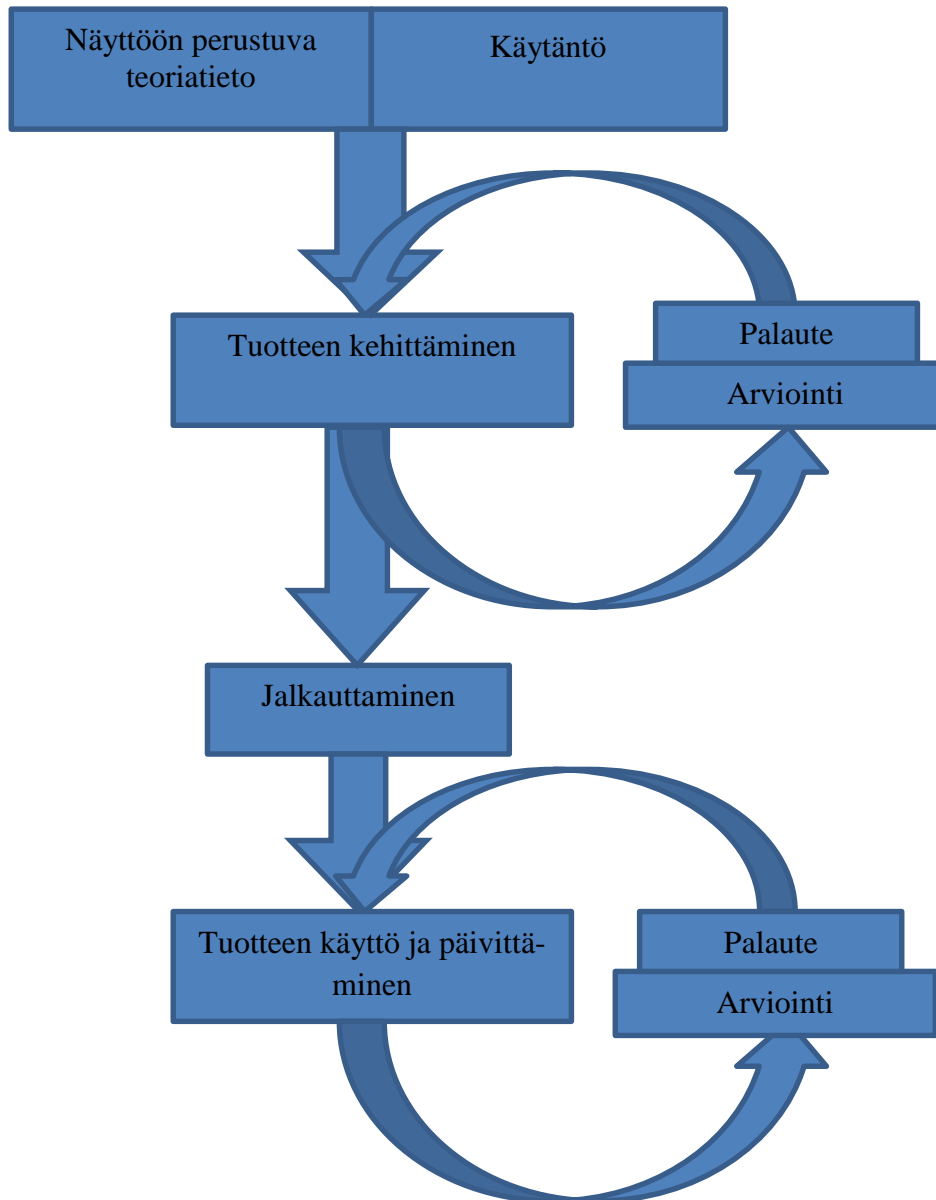 Näyttöön perustuva
teoriatieto
Käytäntö
Tuotteen kehittäminen
Palaute
Arviointi
Jalkauttaminen
Tuotteen käyttö ja päivittä-
minen
Palaute
Arviointi